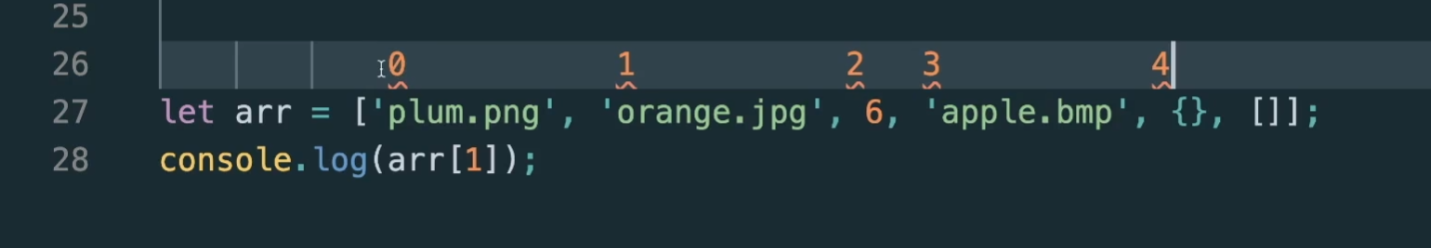 25
26 0 1 2 3 4
27 let arr = ['plum.png', 'orange.jpg', 6, 'apple.bmp', {}, []];
28 console.log(arr[1]);